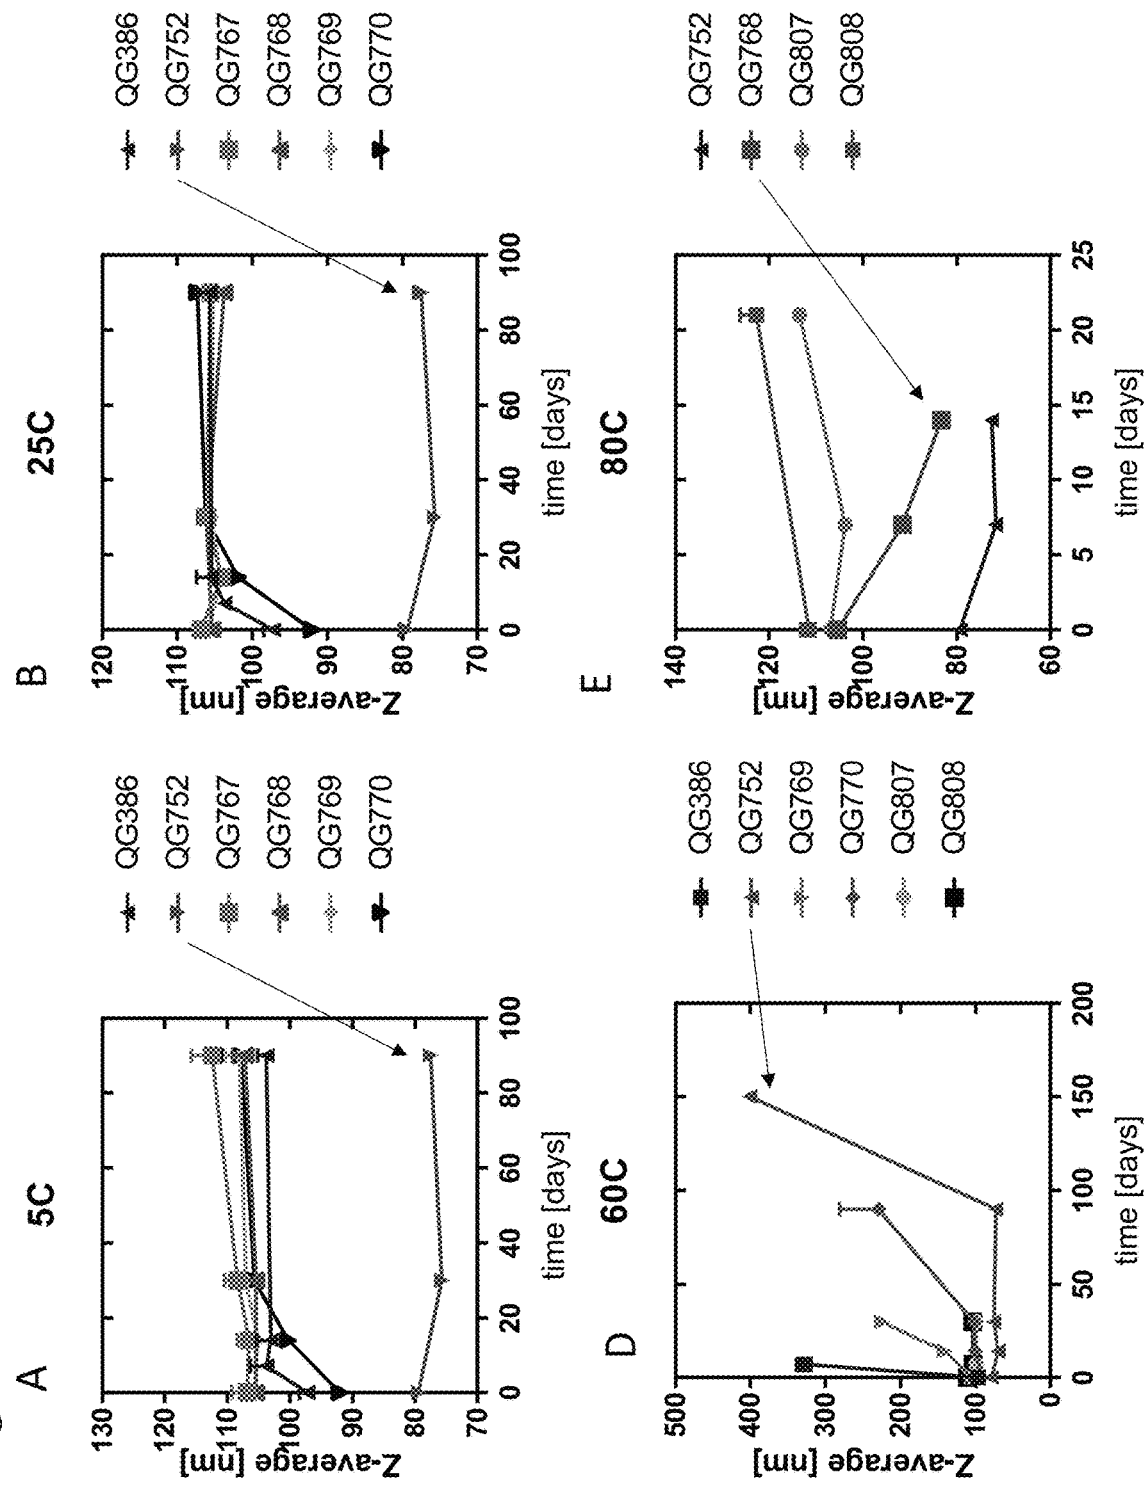 A
5C
130
120
110
100
90
80
70
Z-average [nm]
0
20
40
60
80
100
time [days]
QG386
QG752
QG767
QG768
QG769
QG770
B
25C
120
110
100
90
80
70
Z-average [nm]
0
20
40
60
80
100
time [days]
QG386
QG752
QG767
QG768
QG769
QG770
D
60C
500
400
300
200
100
0
Z-average [nm]
0
50
100
150
200
time [days]
QG386
QG752
QG769
QG770
QG807
QG808
E
80C
140
120
100
80
60
Z-average [nm]
0
5
10
15
20
25
time [days]
QG752
QG768
QG807
QG808